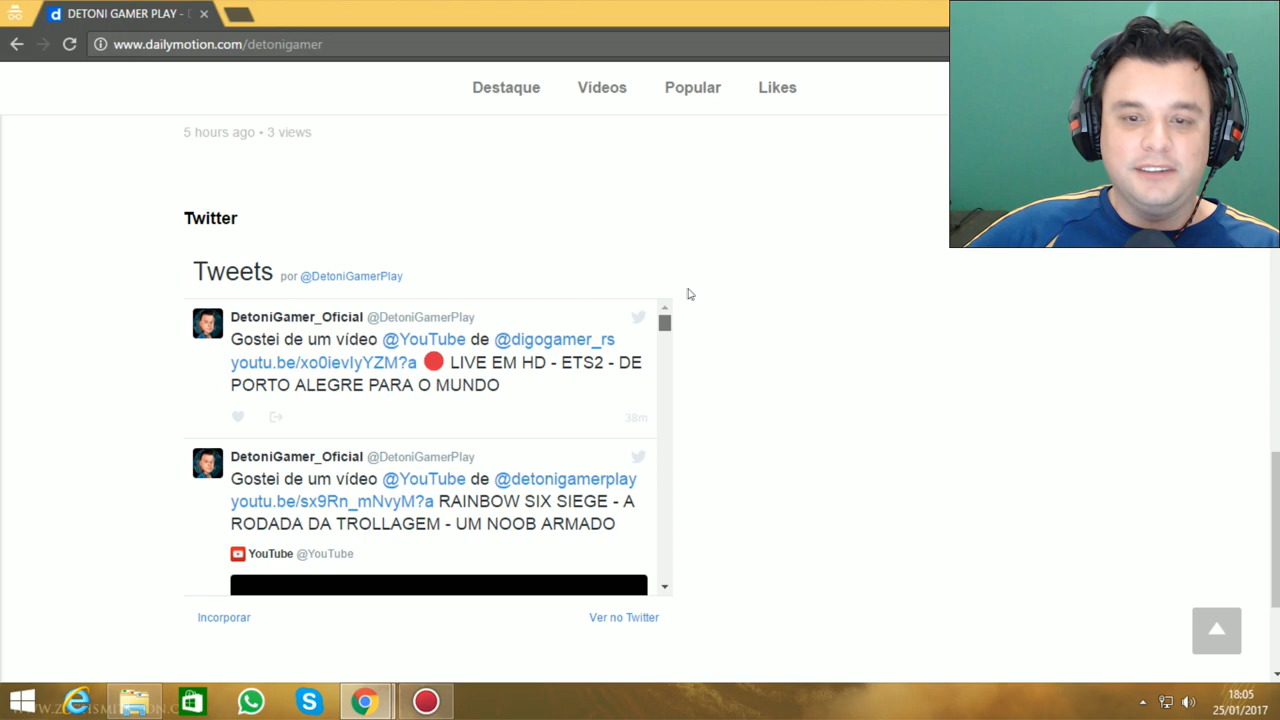 DETONI GAMER PLAY -
www.dailymotion.com/detonigamer
Destaque Vídeos Popular Likes
5 hours ago • 3 views
Twitter
Tweets por @DetoniGamerPlay
DetoniGamer_Oficial @DetoniGamerPlay
Gostei de um vídeo @YouTube de @digogamer_rs
youtu.be/xo0ievIyYZM?a 🔴 LIVE EM HD - ETS2 - DE
PORTO ALEGRE PARA O MUNDO
38m
DetoniGamer_Oficial @DetoniGamerPlay
Gostei de um vídeo @YouTube de @detonigamerplay
youtu.be/sx9Rn_mNvyM?a RAINBOW SIX SIEGE - A
RODADA DA TROLLAGEM - UM NOOB ARMADO
YouTube @YouTube
Incorporar Ver no Twitter
18:05
25/01/2017